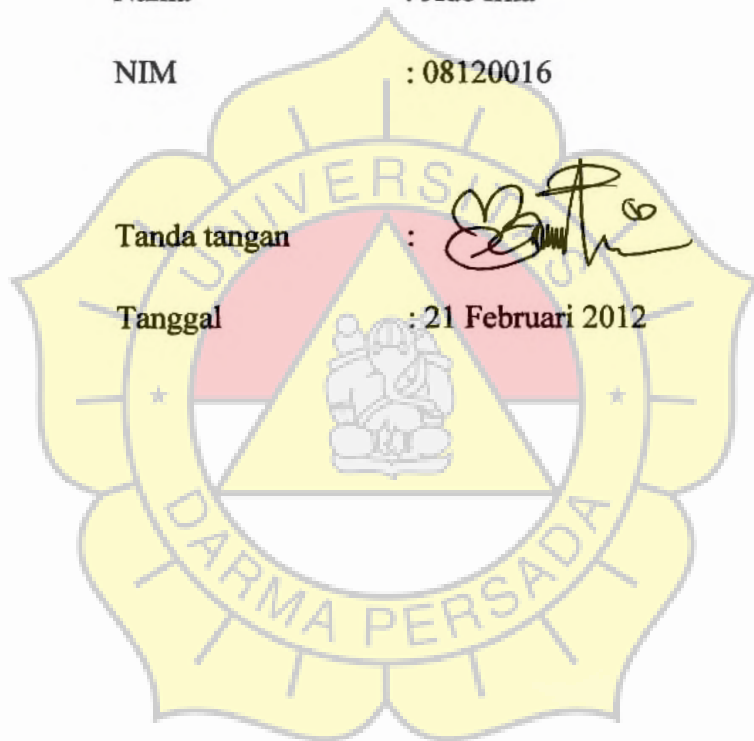 NIM : 08120016
Tanda tangan :
Tanggal : 21 Februari 2012
UNIVERSITAS
DARMA PERSADA